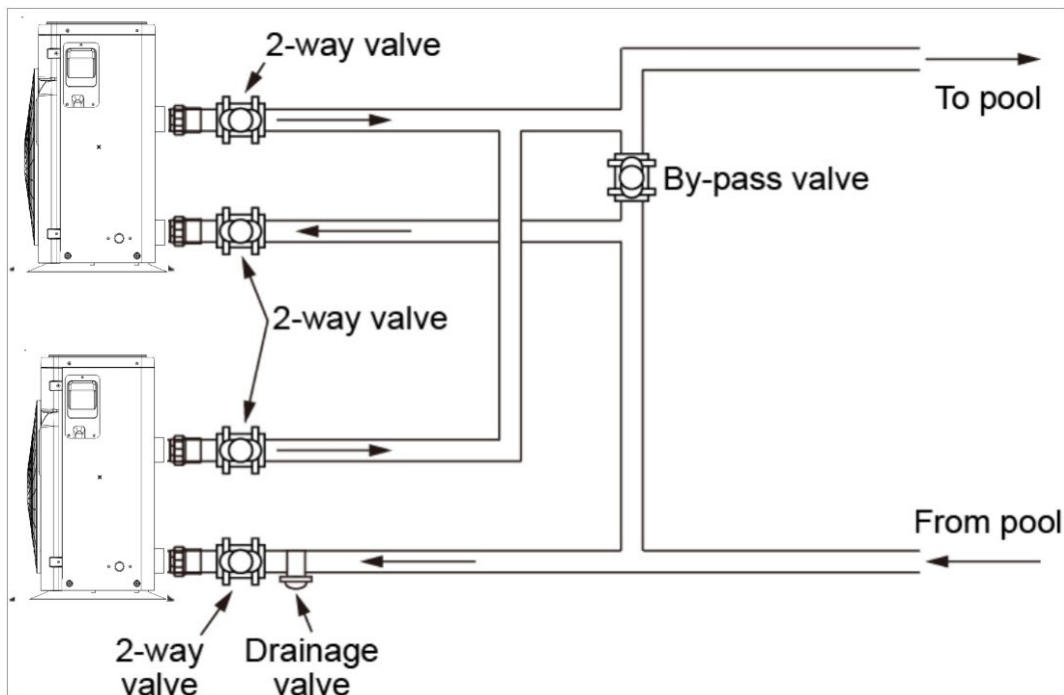 2-way valve
To pool
By-pass valve
2-way valve
From pool
2-way
valve
Drainage
valve